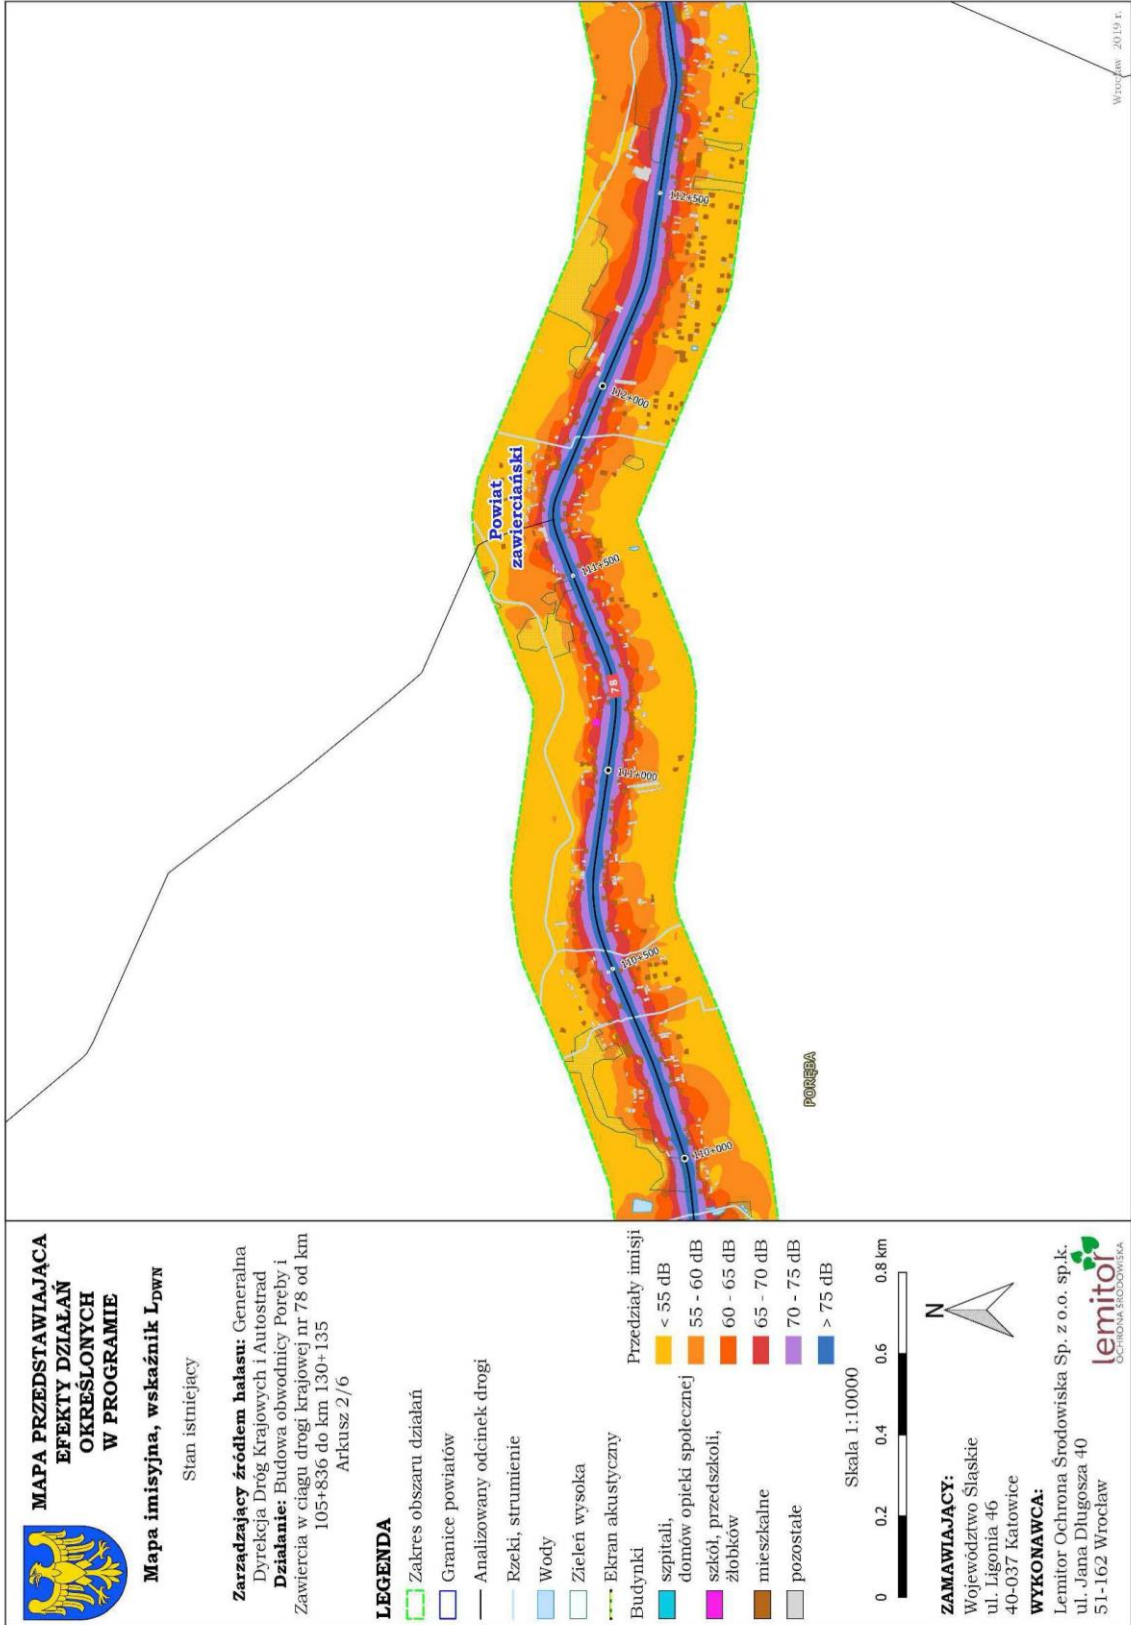 MAPA PRZEDSTAWIAJĄCA
EFEKTY DZIAŁAŃ
OKREŚLONYCH
W PROGRAMIE
Mapa imisyjna, wskaźnik LDWN
Stan istniejący
Zarządzający źródłem hałasu: Generalna
Dyrekcja Dróg Krajowych i Autostrad
Działanie: Budowa obwodnicy Poręby i
Zawiercia w ciągu drogi krajowej nr 78 od km
105+836 do km 130+135
Arkusz 2/6
LEGENDA
Zakres obszaru działań
Granice powiatów
Analizowany odcinek drogi
Rzeki, strumienie
Wody
Zieleń wysoka
Ekran akustyczny
Budynki
szpitali,
domów opieki społecznej
szkół, przedszkoli,
żłobków
mieszkalne
pozostałe
Przedziały imisji
< 55 dB
55 - 60 dB
60 - 65 dB
65 - 70 dB
70 - 75 dB
> 75 dB
Skala 1:10000
0 0.2 0.4 0.6 0.8 km
N
ZAMAWIAJĄCY:
Województwo Śląskie
ul. Ligonia 46
40-037 Katowice
WYKONAWCA:
Lemitor Ochrona Środowiska Sp. z o.o. sp.k.
ul. Jana Długosza 40
51-162 Wrocław
lemitor
OCHRONA ŚRODOWISKA
Powiat
zawierciański
110+000
110+500
111+000
78
111+500
112+000
112+500
PORĘBA
Wrocław 2019 r.